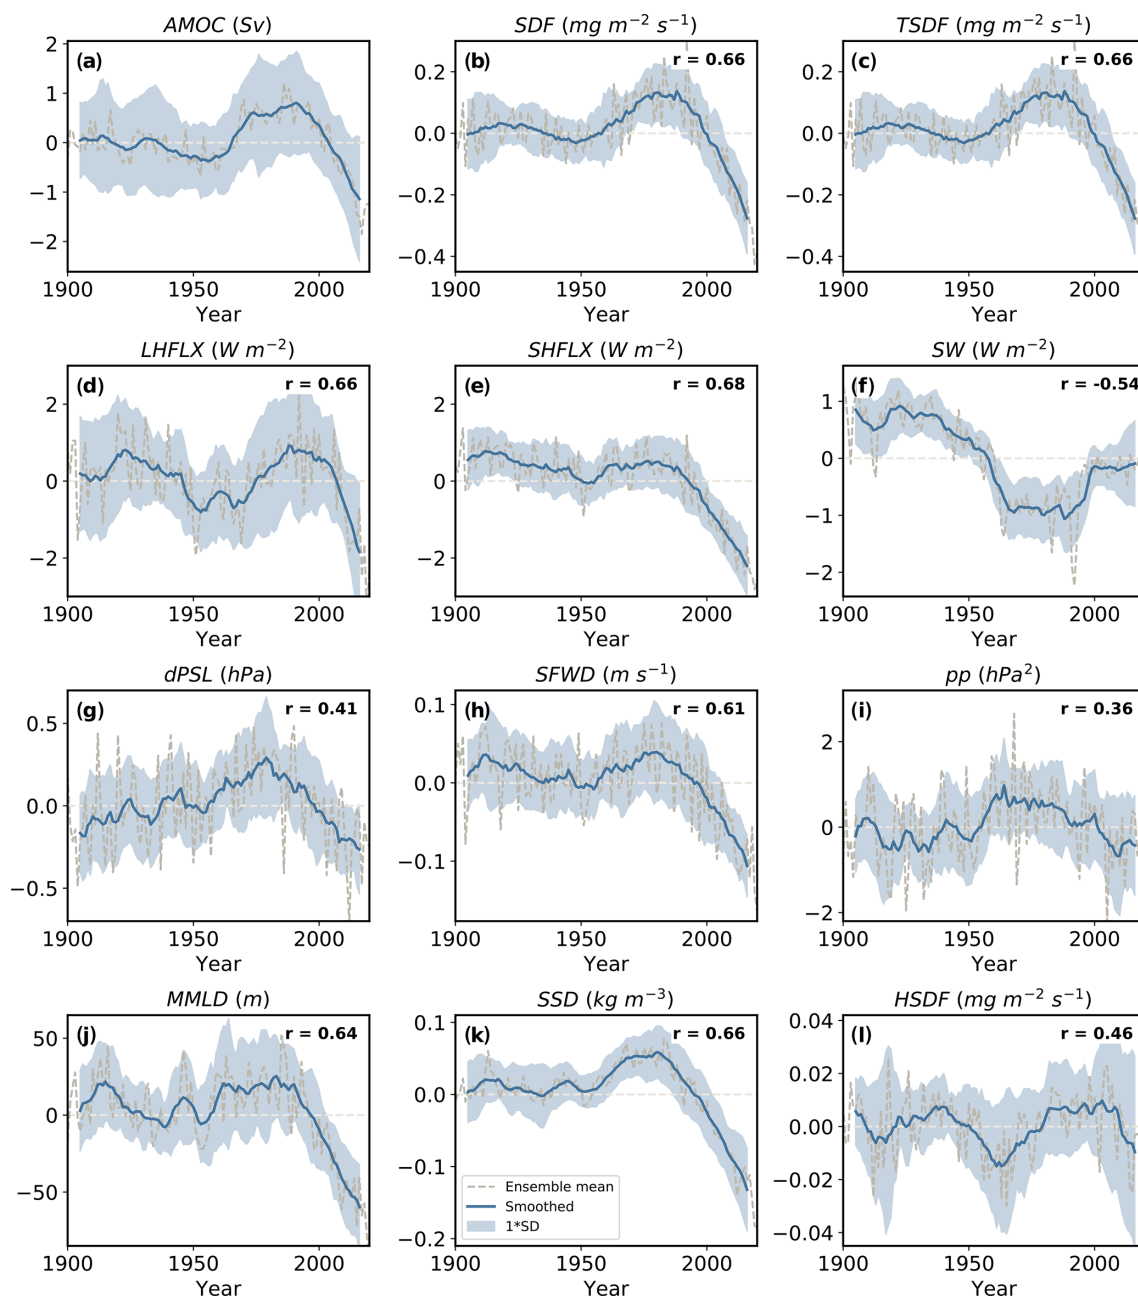 AMOC (Sv)
(a)
2
1
0
−1
−2
1900 1950 2000
Year
SDF (mg m⁻² s⁻¹)
(b)
r = 0.66
0.2
0.0
−0.2
−0.4
1900 1950 2000
Year
TSDF (mg m⁻² s⁻¹)
(c)
r = 0.66
0.2
0.0
−0.2
−0.4
1900 1950 2000
Year
LHFLX (W m⁻²)
(d)
r = 0.66
2
0
−2
1900 1950 2000
Year
SHFLX (W m⁻²)
(e)
r = 0.68
2
0
−2
1900 1950 2000
Year
SW (W m⁻²)
(f)
r = -0.54
1
0
−1
−2
1900 1950 2000
Year
dPSL (hPa)
(g)
r = 0.41
0.5
0.0
−0.5
1900 1950 2000
Year
SFWD (m s⁻¹)
(h)
r = 0.61
0.1
0.0
−0.1
1900 1950 2000
Year
pp (hPa²)
(i)
r = 0.36
2
0
−2
1900 1950 2000
Year
MMLD (m)
(j)
r = 0.64
50
0
−50
1900 1950 2000
Year
SSD (kg m⁻³)
(k)
r = 0.66
0.1
0.0
−0.1
−0.2
Ensemble mean
Smoothed
1*SD
1900 1950 2000
Year
HSDF (mg m⁻² s⁻¹)
(l)
r = 0.46
0.04
0.02
0.00
−0.02
−0.04
1900 1950 2000
Year